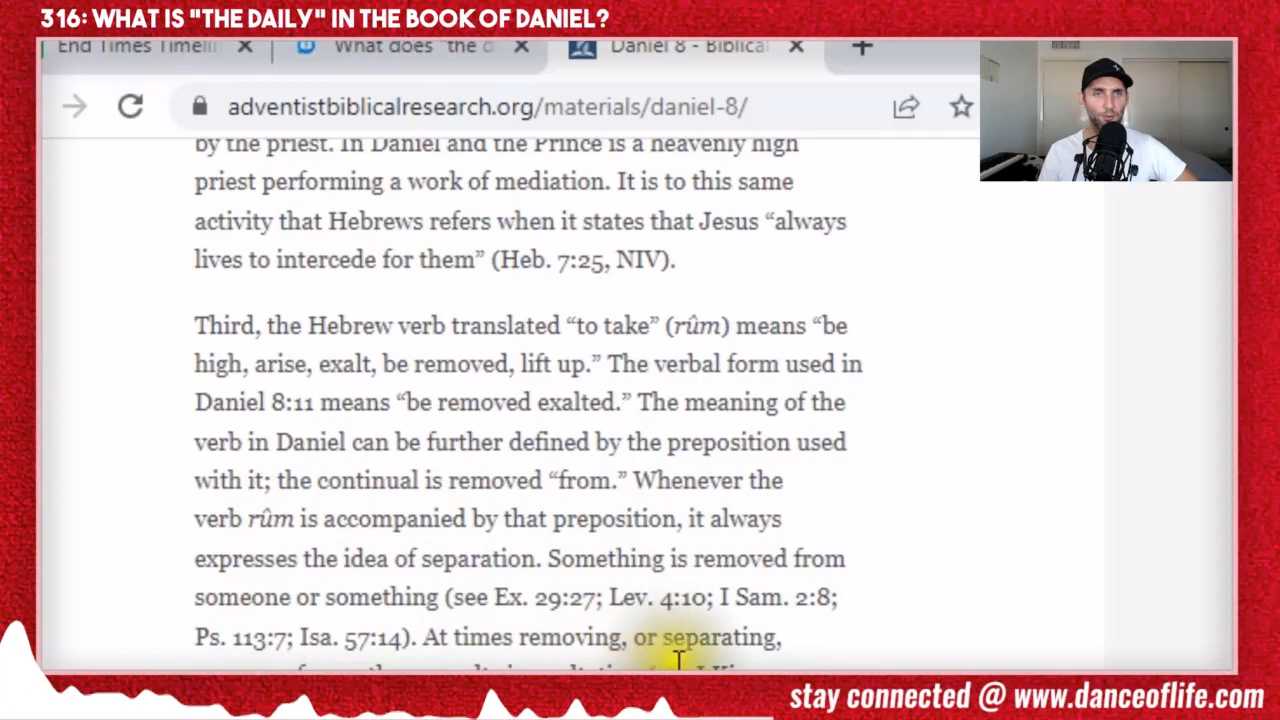 316: WHAT IS "THE DAILY" IN THE BOOK OF DANIEL?
End Times Timeli
What does "the d
Daniel 8 - Biblical
adventistbiblicalresearch.org/materials/daniel-8/
by the priest. In Daniel and the Prince is a heavenly high
priest performing a work of mediation. It is to this same
activity that Hebrews refers when it states that Jesus “always
lives to intercede for them” (Heb. 7:25, NIV).
Third, the Hebrew verb translated “to take” (rûm) means “be
high, arise, exalt, be removed, lift up.” The verbal form used in
Daniel 8:11 means “be removed exalted.” The meaning of the
verb in Daniel can be further defined by the preposition used
with it; the continual is removed “from.” Whenever the
verb rûm is accompanied by that preposition, it always
expresses the idea of separation. Something is removed from
someone or something (see Ex. 29:27; Lev. 4:10; I Sam. 2:8;
Ps. 113:7; Isa. 57:14). At times removing, or separating,
stay connected @ www.danceoflife.com